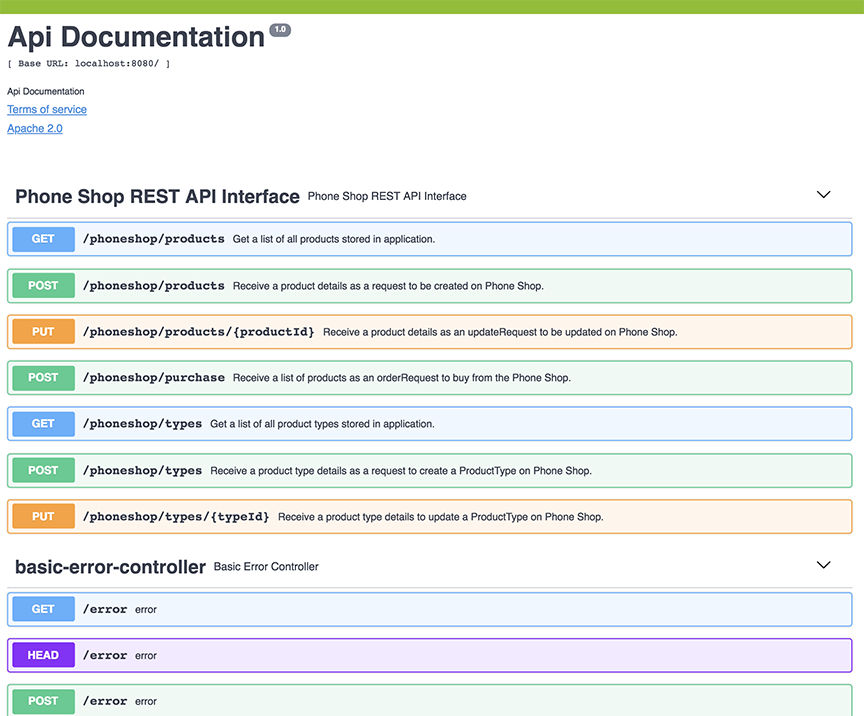 Api Documentation 1.0
[ Base URL: localhost:8080/ ]
Api Documentation
Terms of service
Apache 2.0
Phone Shop REST API Interface Phone Shop REST API Interface
GET /phoneshop/products Get a list of all products stored in application.
POST /phoneshop/products Receive a product details as a request to be created on Phone Shop.
PUT /phoneshop/products/{productId} Receive a product details as an updateRequest to be updated on Phone Shop.
POST /phoneshop/purchase Receive a list of products as an orderRequest to buy from the Phone Shop.
GET /phoneshop/types Get a list of all product types stored in application.
POST /phoneshop/types Receive a product type details as a request to create a ProductType on Phone Shop.
PUT /phoneshop/types/{typeId} Receive a product type details to update a ProductType on Phone Shop.
basic-error-controller Basic Error Controller
GET /error error
HEAD /error error
POST /error error